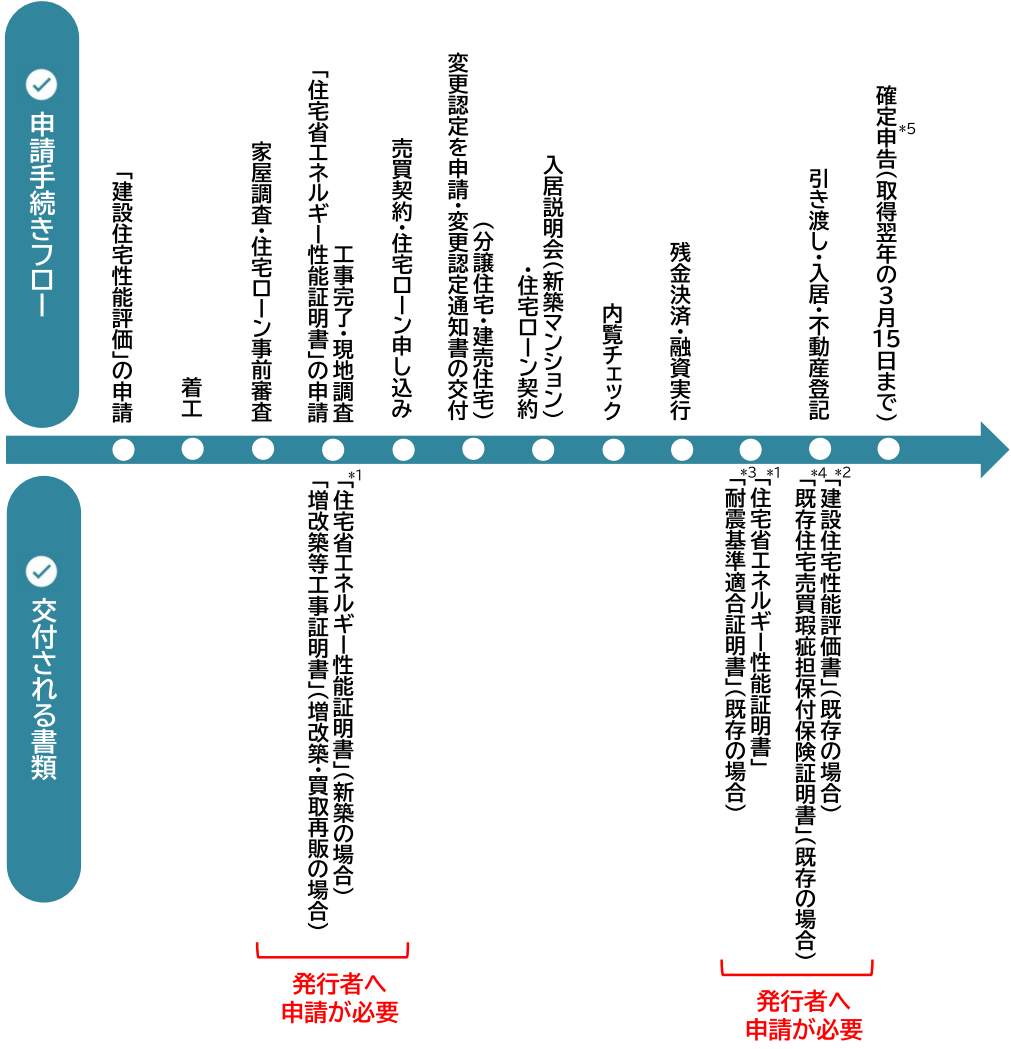 申請手続きフロー
「建設住宅性能評価」の申請
着工
家屋調査・住宅ローン事前審査
工事完了・現地調査
「住宅省エネルギー性能証明書」の申請
売買契約・住宅ローン申し込み
(分譲住宅・建売住宅)
変更認定を申請・変更認定通知書の交付
入居説明会(新築マンション)
・住宅ローン契約
内覧チェック
残金決済・融資実行
引き渡し・入居・不動産登記
確定申告(取得翌年の3月15日まで)
*5
交付される書類
*1
「住宅省エネルギー性能証明書」(新築の場合)
「増改築等工事証明書」(増改築・買取再販の場合)
発行者へ
申請が必要
*1
「住宅省エネルギー性能証明書」
*3
「耐震基準適合証明書」(既存の場合)
*2
「建設住宅性能評価書」(既存の場合)
*4
「既存住宅売買瑕疵担保付保険証明書」(既存の場合)
発行者へ
申請が必要